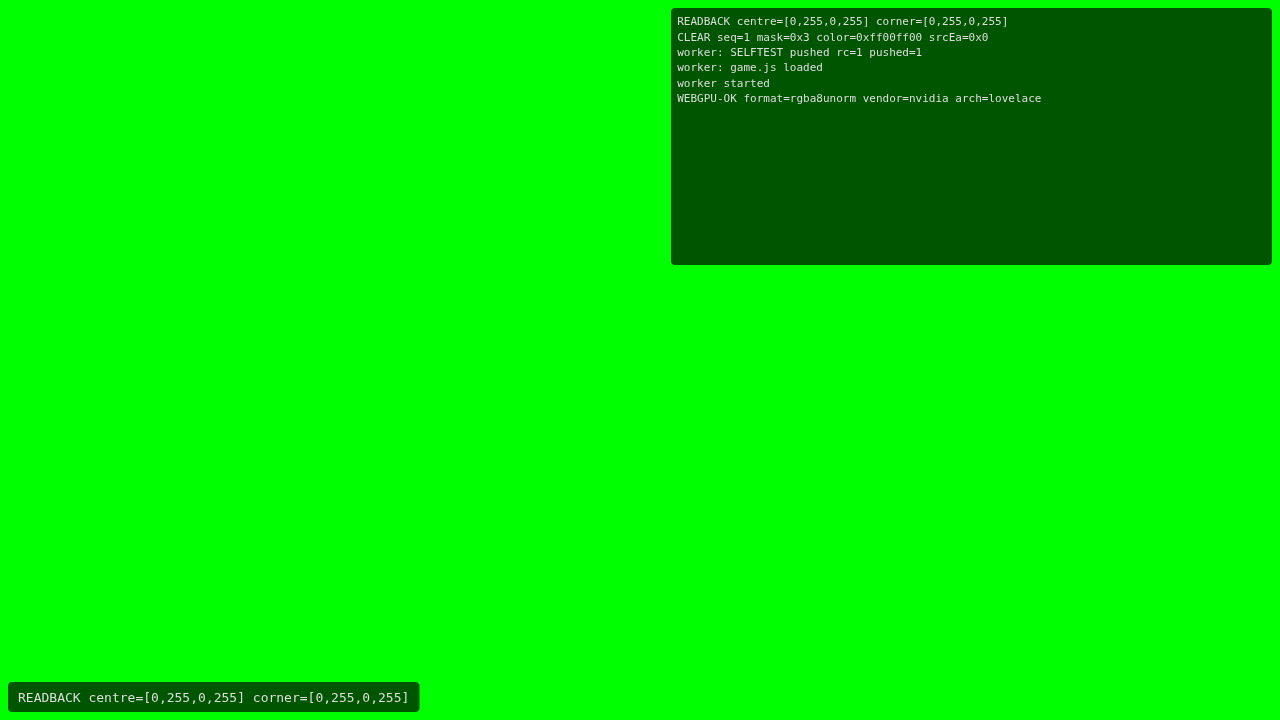 READBACK centre=[0,255,0,255] corner=[0,255,0,255]
CLEAR seq=1 mask=0x3 color=0xff00ff00 srcEa=0x0
worker: SELFTEST pushed rc=1 pushed=1
worker: game.js loaded
worker started
WEBGPU-OK format=rgba8unorm vendor=nvidia arch=lovelace
READBACK centre=[0,255,0,255] corner=[0,255,0,255]